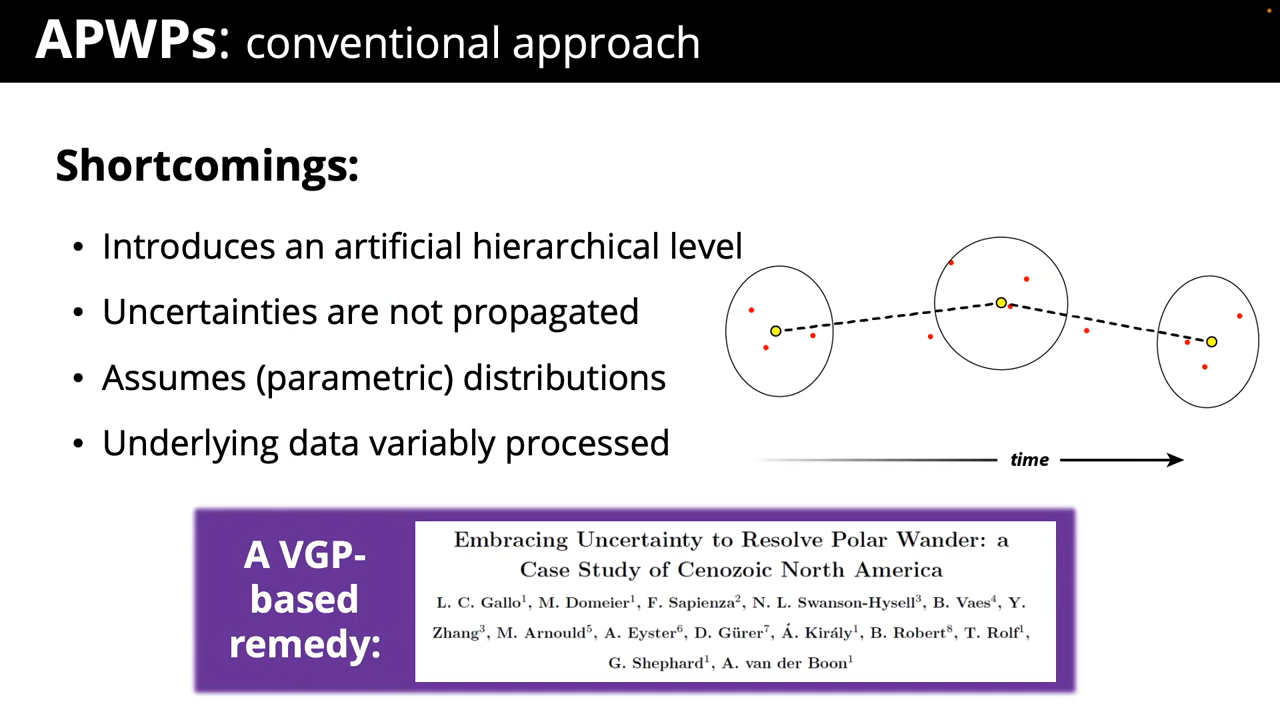 APWPs: conventional approach
Shortcomings:
• Introduces an artificial hierarchical level
• Uncertainties are not propagated
• Assumes (parametric) distributions
• Underlying data variably processed
time
A VGP-
based
remedy:
Embracing Uncertainty to Resolve Polar Wander: a
Case Study of Cenozoic North America
L. C. Gallo¹, M. Domeier¹, F. Sapienza², N. L. Swanson-Hysell³, B. Vaes⁴, Y.
Zhang³, M. Arnould⁵, A. Eyster⁶, D. Gürer⁷, Á. Király¹, B. Robert⁸, T. Rolf¹,
G. Shephard¹, A. van der Boon¹